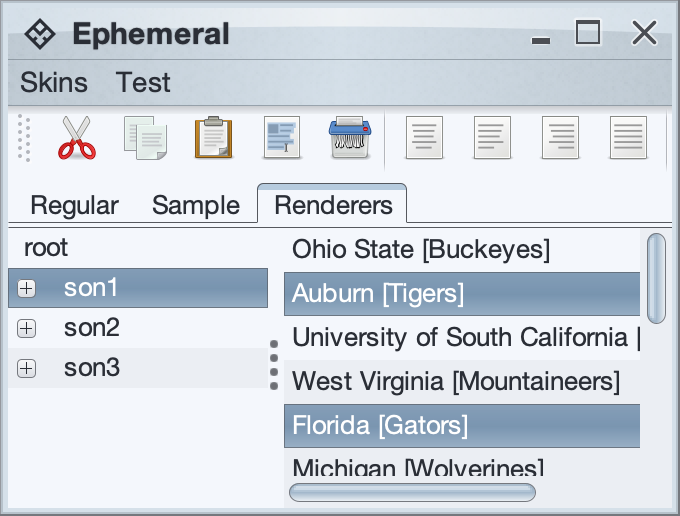 Ephemeral
Skins Test
Regular Sample Renderers
root
son1
son2
son3
Ohio State [Buckeyes]
Auburn [Tigers]
University of South California [
West Virginia [Mountaineers]
Florida [Gators]
Michigan [Wolverines]